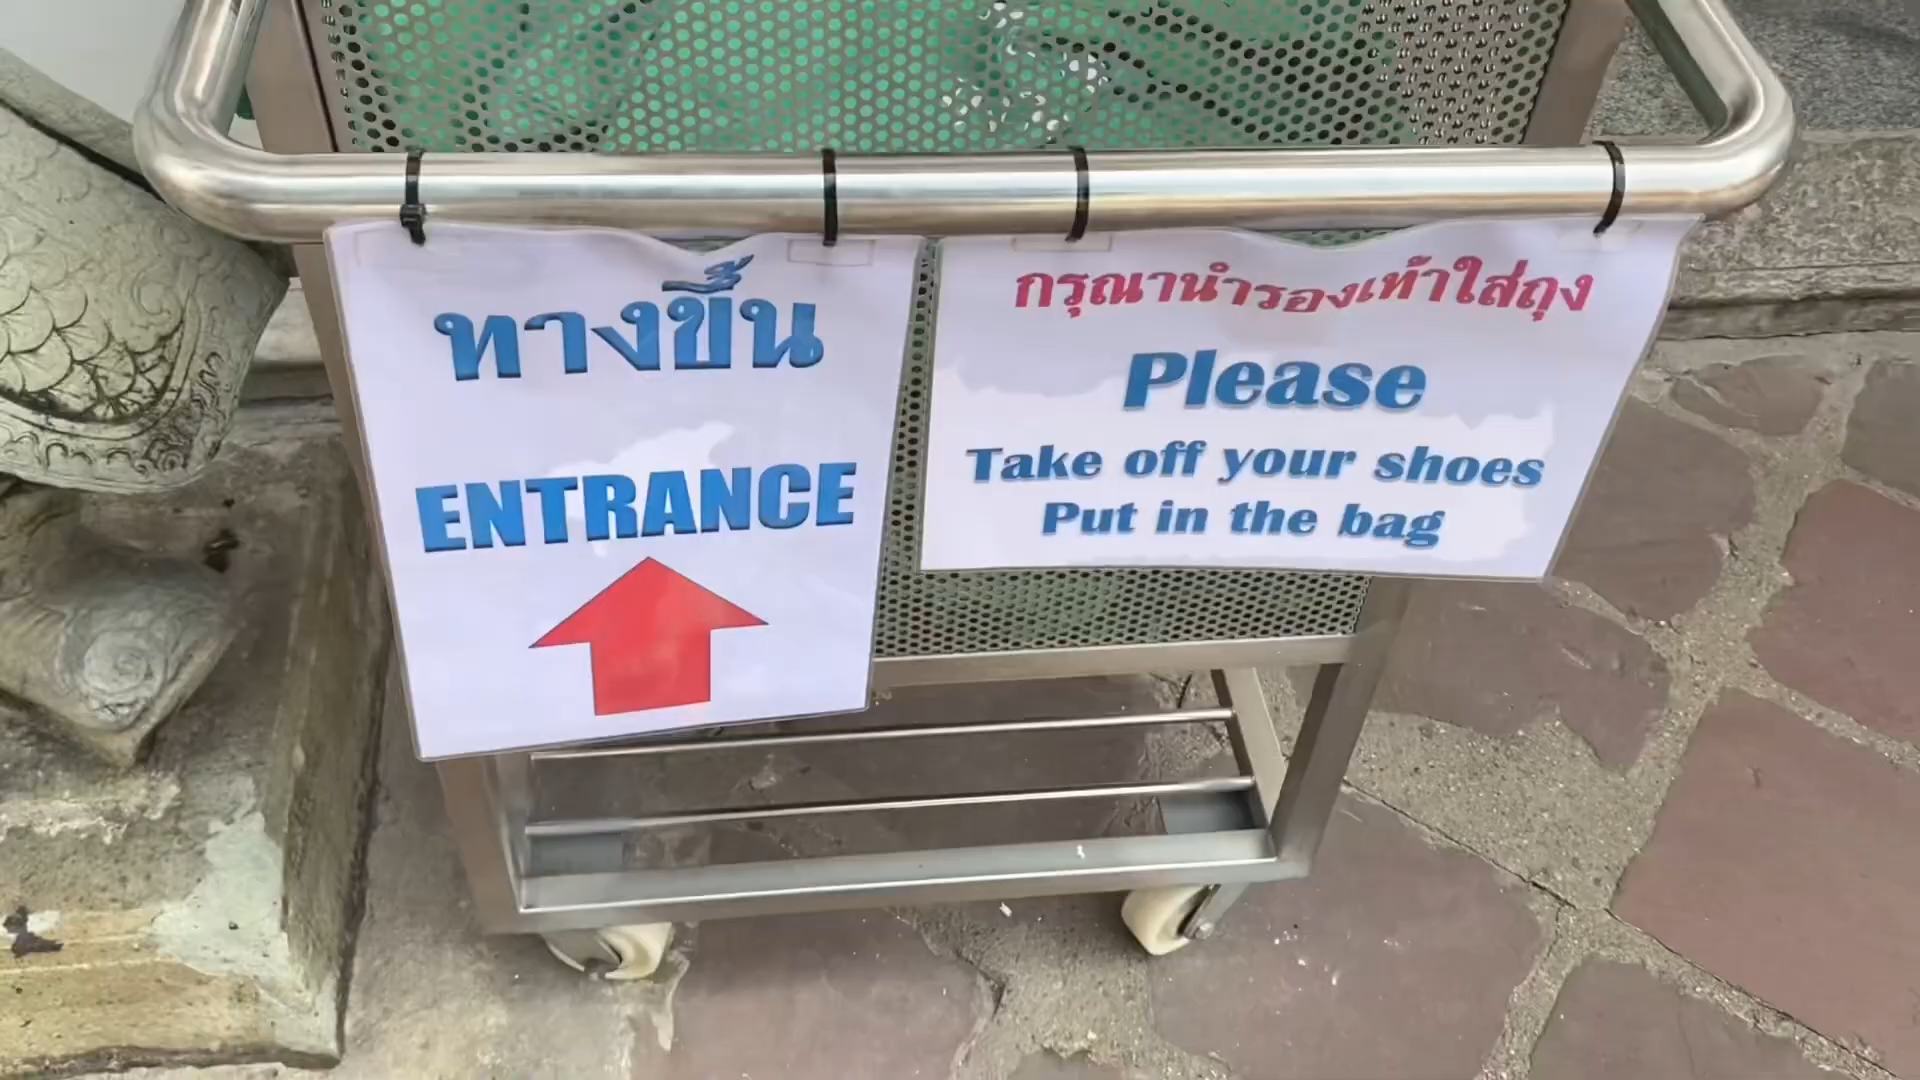 ทางขึ้น
ENTRANCE
กรุณานำรองเท้าใส่ถุง
Please
Take off your shoes
Put in the bag